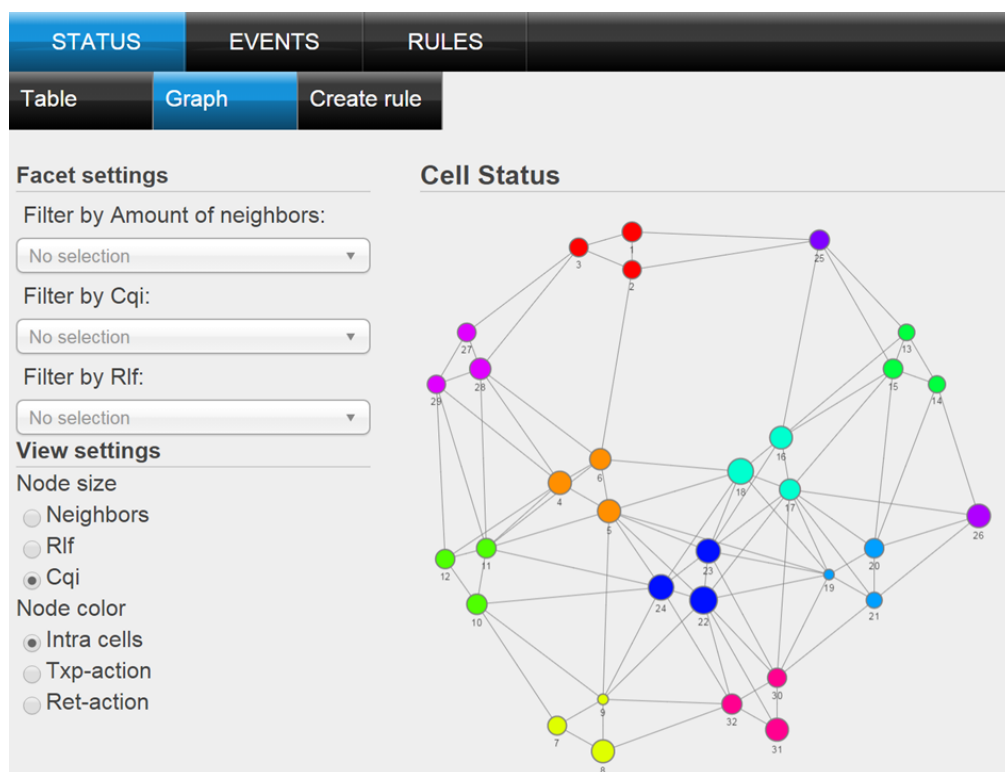 STATUS EVENTS RULES
Table Graph Create rule
Facet settings
Filter by Amount of neighbors:
No selection
Filter by Cqi:
No selection
Filter by Rlf:
No selection
View settings
Node size
Neighbors
Rlf
Cqi
Node color
Intra cells
Txp-action
Ret-action
Cell Status
1
3
25
2
27
13
28
15
29
14
16
6
18
4
17
5
26
11
23
20
12
19
24
21
10
22
30
9
32
7
31
8